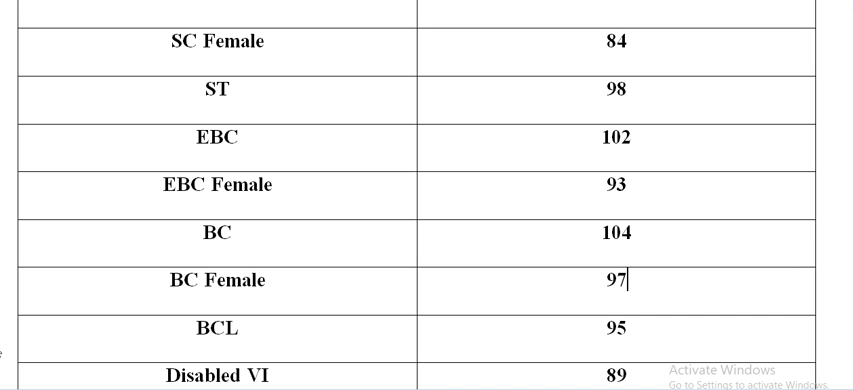 SC Female 84
ST 98
EBC 102
EBC Female 93
BC 104
BC Female 97
BCL 95
Disabled VI 89
Activate Windows
Go to Settings to activate Windows.